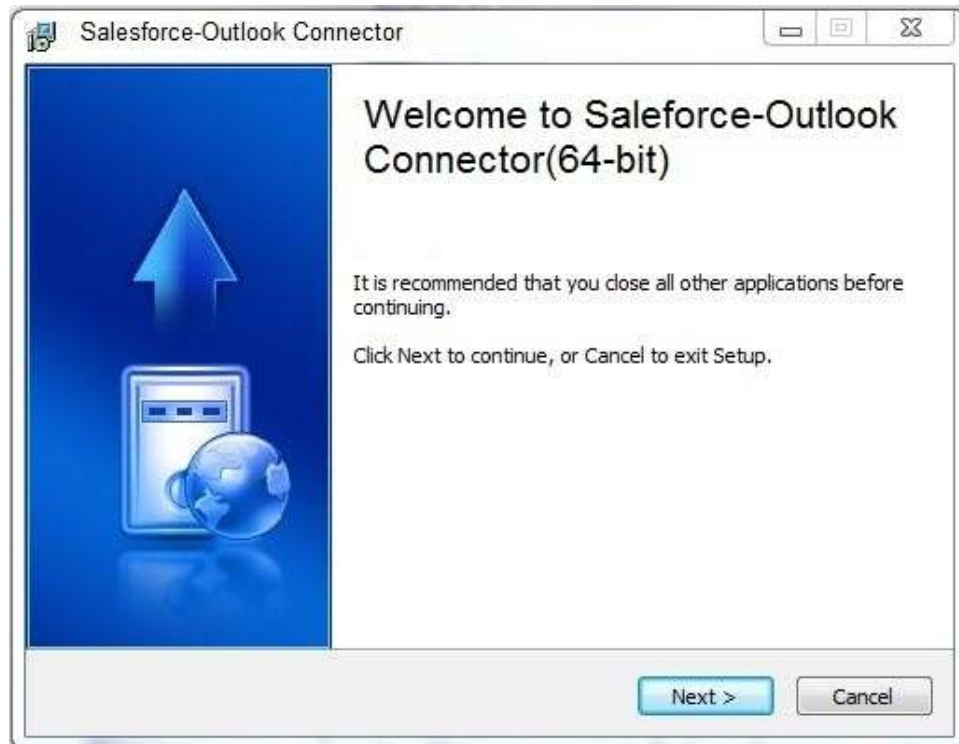 Salesforce-Outlook Connector
Welcome to Saleforce-Outlook
Connector(64-bit)
It is recommended that you close all other applications before
continuing.
Click Next to continue, or Cancel to exit Setup.
Next > Cancel